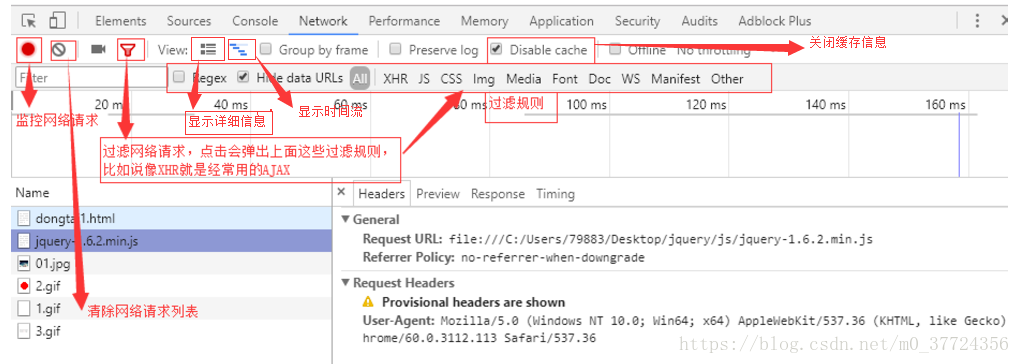 Elements Sources Console Network Performance Memory Application Security Audits Adblock Plus
View: Group by frame Preserve log Disable cache Offline No throttling
关闭缓存信息
Filter Regex Hide data URLs All XHR JS CSS Img Media Font Doc WS Manifest Other
20 ms 40 ms 60 ms 80 ms 100 ms 120 ms 140 ms 160 ms
过滤规则
监控网络请求
显示详细信息
显示时间流
过滤网络请求，点击会弹出上面这些过滤规则，
比如说像XHR就是经常用的AJAX
Name
dongtai1.html
jquery-1.6.2.min.js
01.jpg
2.gif
1.gif
3.gif
清除网络请求列表
× Headers Preview Response Timing
General
Request URL: file:///C:/Users/79883/Desktop/jquery/js/jquery-1.6.2.min.js
Referrer Policy: no-referrer-when-downgrade
Request Headers
Provisional headers are shown
User-Agent: Mozilla/5.0 (Windows NT 10.0; Win64; x64) AppleWebKit/537.36 (KHTML, like Gecko)
hrome/60.0.3112.113 Safari/537.36
https://blog.csdn.net/m0_37724356